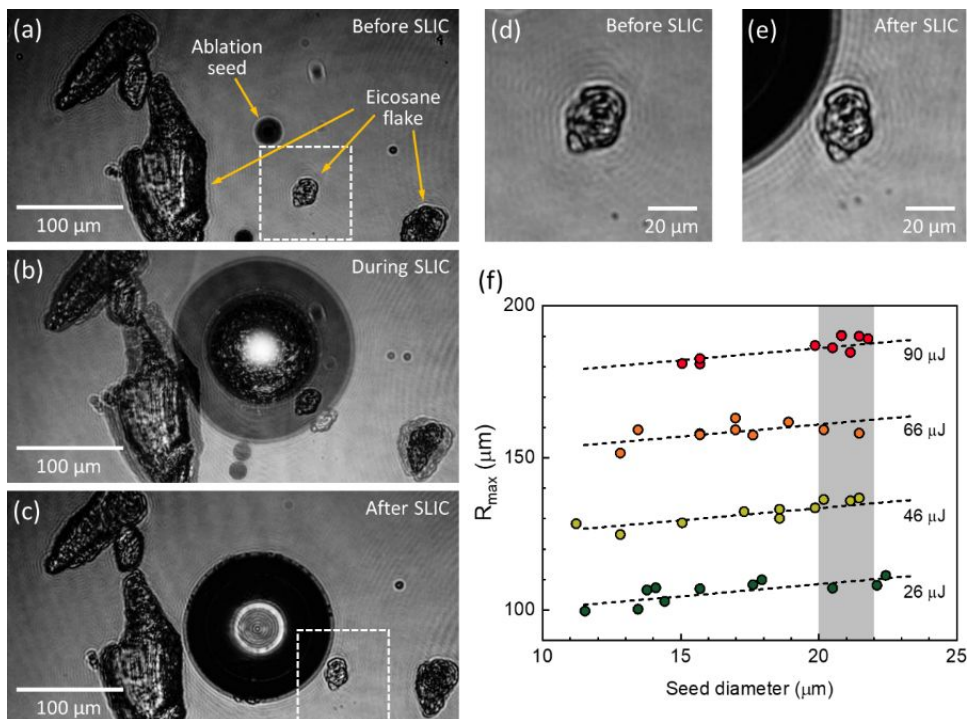 (a)
Before SLIC
Ablation
seed
Eicosane
flake
100 μm
(b)
During SLIC
100 μm
(c)
After SLIC
100 μm
(d)
Before SLIC
20 μm
(e)
After SLIC
20 μm
(f)
200
150
100
R_max (μm)
90 μJ
66 μJ
46 μJ
26 μJ
10
15
20
25
Seed diameter (μm)